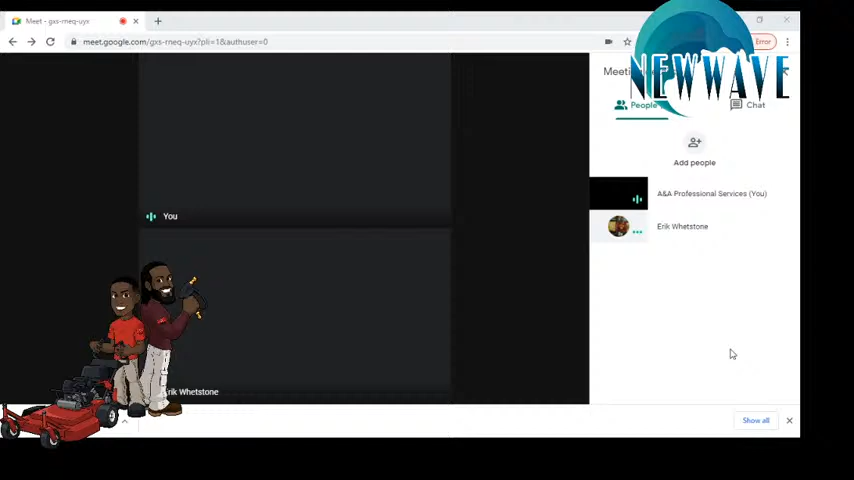 Meet - gxs-rneq-uyx
meet.google.com/gxs-rneq-uyx?pli=1&authuser=0
Error
NEWWAVE
People
Chat
Add people
A&A Professional Services (You)
Erik Whetstone
You
rik Whetstone
Show all